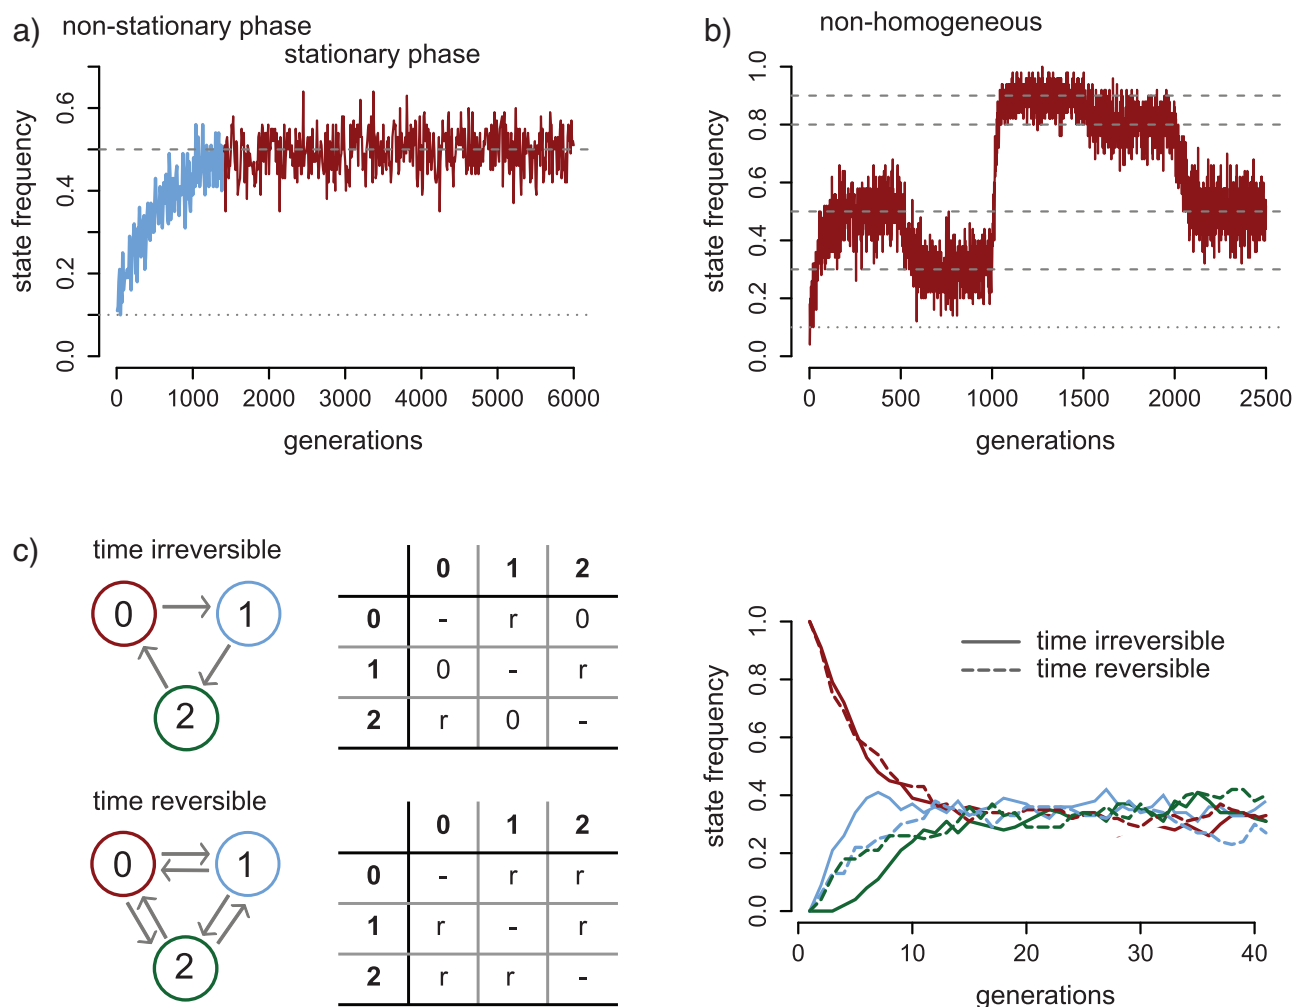 a)
non-stationary phase
stationary phase
state frequency
0.0
0.2
0.4
0.6
0
1000
2000
3000
4000
5000
6000
generations
b)
non-homogeneous
state frequency
0.0
0.2
0.4
0.6
0.8
1.0
0
500
1000
1500
2000
2500
generations
c)
time irreversible
0
1
2
0 1 2
0 - r 0
1 0 - r
2 r 0 -
time reversible
0
1
2
0 1 2
0 - r r
1 r - r
2 r r -
state frequency
0.0
0.2
0.4
0.6
0.8
1.0
time irreversible
time reversible
0
10
20
30
40
generations